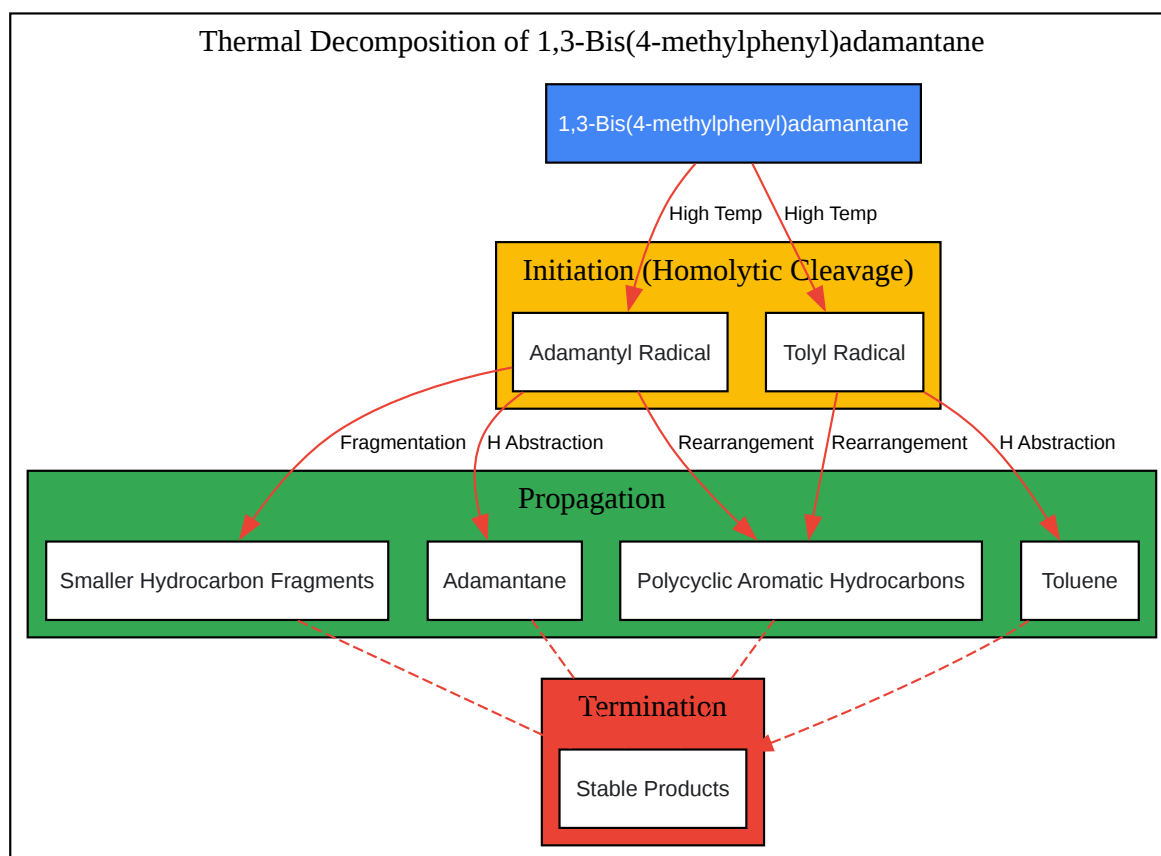 Thermal Decomposition of 1,3-Bis(4-methylphenyl)adamantane
1,3-Bis(4-methylphenyl)adamantane
High Temp
High Temp
Initiation (Homolytic Cleavage)
Adamantyl Radical
Tolyl Radical
Fragmentation
H Abstraction
Rearrangement
Rearrangement
H Abstraction
Propagation
Smaller Hydrocarbon Fragments
Adamantane
Polycyclic Aromatic Hydrocarbons
Toluene
Termination
Stable Products